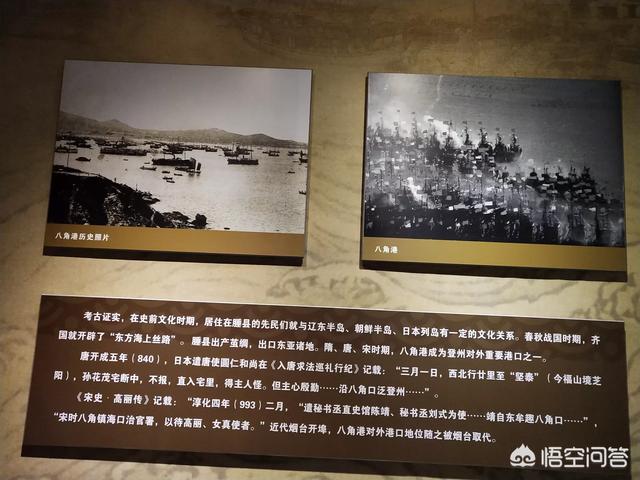 八角港历史照片
八角港
考古证实,在史前文化时期,居住在腄县的先民们就与辽东半岛、朝鲜半岛、日本列岛有一定的文化关系。春秋战国时期,齐
国就开辟了“东方海上丝路”。腄县出产茧绸,出口东亚诸地。隋、唐、宋时期,八角港成为登州对外重要港口之一。
唐开成五年(840),日本遣唐使圆仁和尚在《入唐求法巡礼行纪》记载:“三月一日,西北行廿里至“竖泰”(今福山境芝
阳),孙花茂宅断中,不报,直入宅里,得主人怪。但主心殷勤……沿八角口泛登州……”。
《宋史·高丽传》记载:“淳化四年(993)二月,“遣秘书丞直史馆陈靖、秘书丞刘式为使……靖自东牟趣八角口……”,
“宋时八角镇海口治官署,以待高丽、女真使者。”近代烟台开埠,八角港对外港口地位随之被烟台取代。
悟空问答